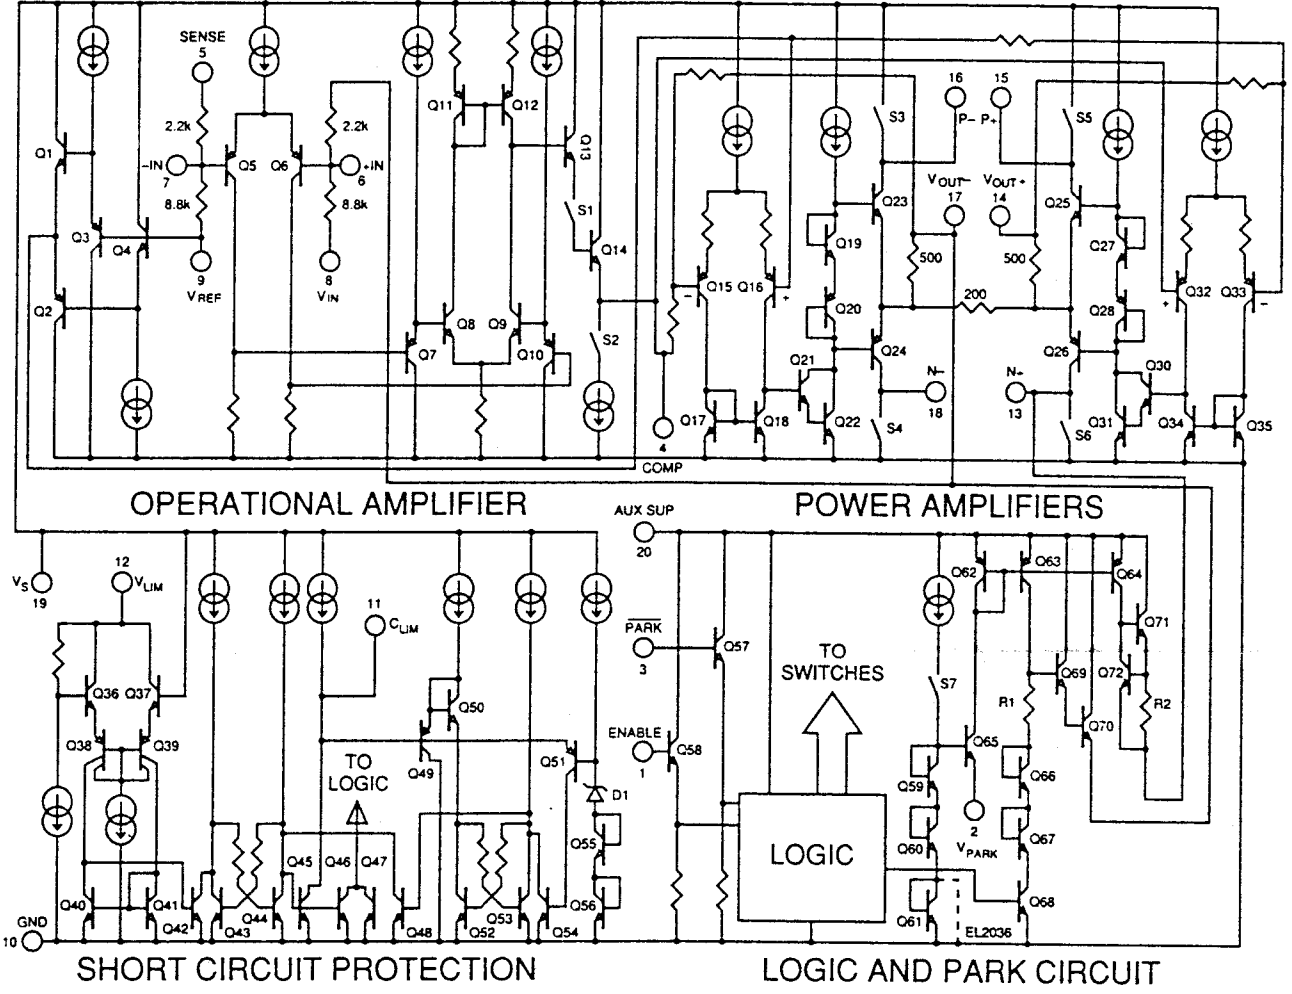 SENSE
5
2.2k
2.2k
Q1
-IN
7
Q5
Q6
+IN
6
8.8k
8.8k
Q3
Q4
9
VREF
8
VIN
Q2
Q11
Q12
Q13
S1
Q14
Q8
Q9
Q7
Q10
S2
4
COMP
16
15
P-
P+
S3
S5
VOUT-
VOUT+
17
14
Q23
Q25
Q19
Q27
500
500
Q15
Q16
-
+
Q32
Q33
+
-
200
Q20
Q28
Q24
Q26
Q21
Q30
N-
N+
18
13
Q17
Q18
Q22
S4
S6
Q31
Q34
Q35
OPERATIONAL AMPLIFIER
POWER AMPLIFIERS
AUX SUP
20
VS
19
12
VLIM
11
CLIM
PARK
3
Q57
TO
SWITCHES
Q62
Q63
Q64
Q71
Q69
Q72
S7
R1
R2
Q70
Q36
Q37
Q38
Q39
Q50
Q49
Q51
ENABLE
1
Q58
TO
LOGIC
D1
Q65
Q59
Q66
2
VPARK
Q55
Q60
Q67
LOGIC
Q45
Q46
Q47
Q40
Q41
Q42
Q43
Q44
Q48
Q52
Q53
Q54
Q56
Q61
Q68
EL2036
GND
10
SHORT CIRCUIT PROTECTION
LOGIC AND PARK CIRCUIT